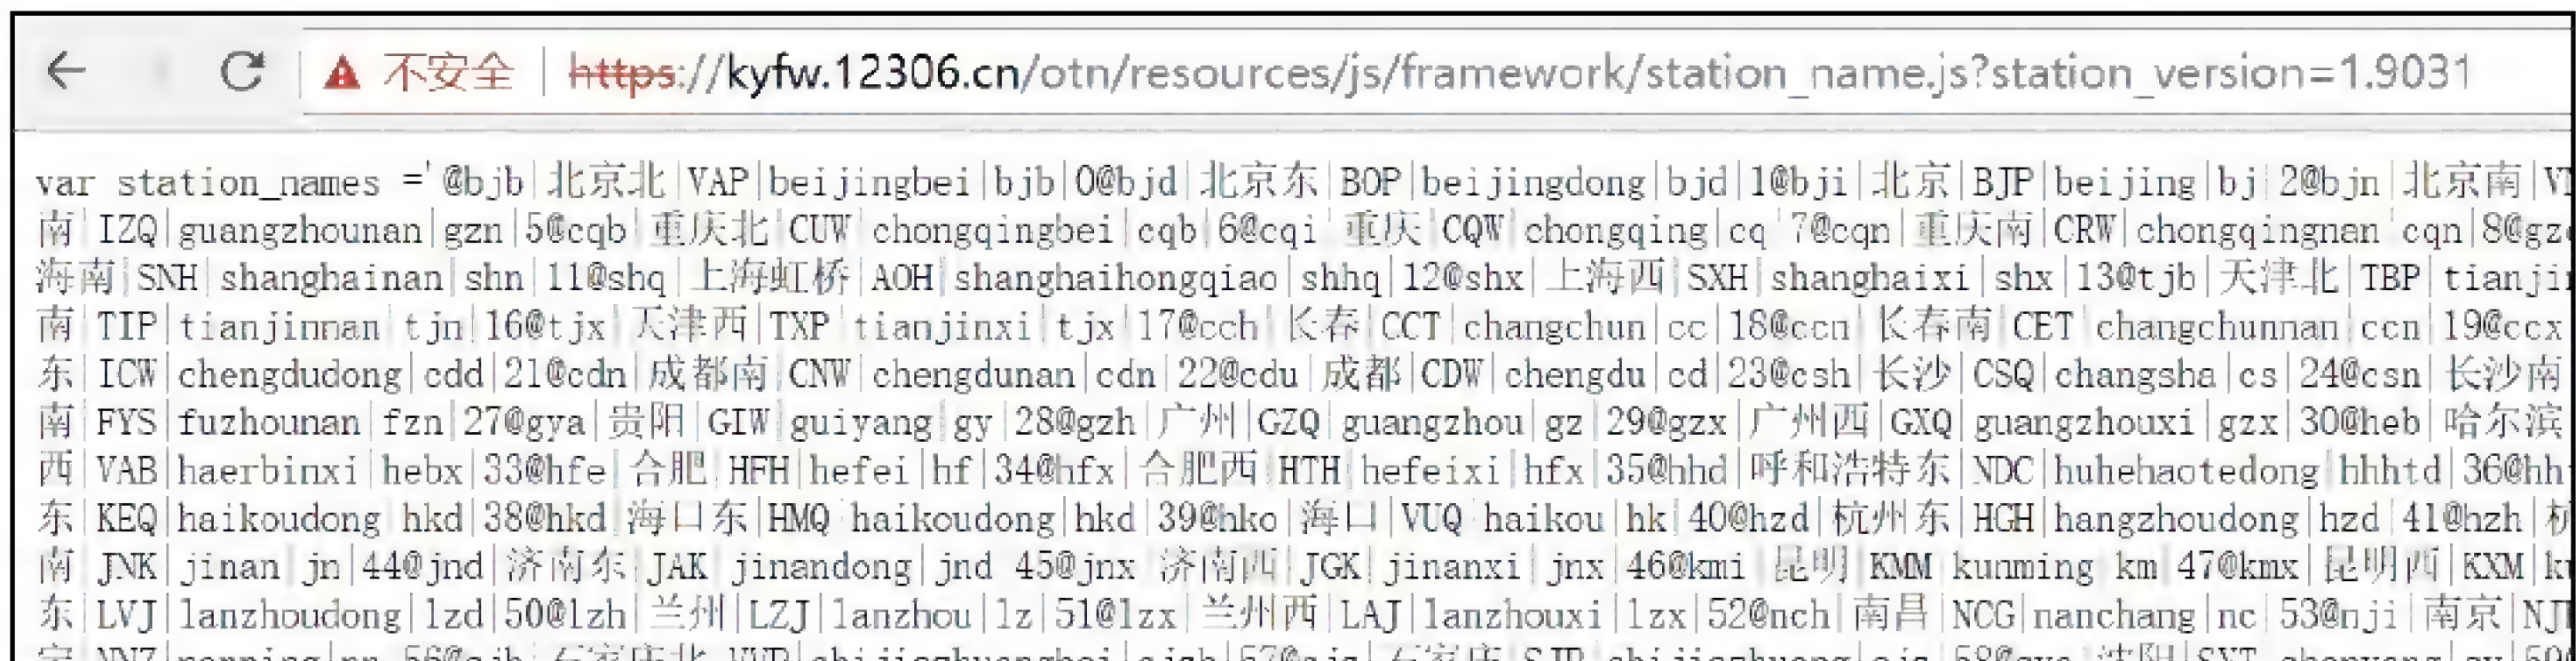 不安全 https://kyfw.12306.cn/otn/resources/js/framework/station_name.js?station_version=1.9031
var station_names ='@bjb|北京北|VAP|beijingbei|bjb|0@bjd|北京东|BOP|beijingdong|bjd|1@bji|北京|BJP|beijing|bj|2@bjn|北京南|
南|IZQ|guangzhounan|gzn|5@cqb|重庆北|CUW|chongqingbei|cqb|6@cqi|重庆|CQW|chongqing|cq|7@cqn|重庆南|CRW|chongqingnan|cqn|8@gz
海南|SNH|shanghainan|shn|11@shq|上海虹桥|AOH|shanghaihongqiao|shhq|12@shx|上海西|SXH|shanghaixi|shx|13@tjb|天津北|TBP|tianji
南|TIP|tianjinnan|tjn|16@tjx|天津西|TXP|tianjinxi|tjx|17@cch|长春|CCT|changchun|cc|18@ccn|长春南|CET|changchunnan|ccn|19@ccx
东|ICW|chengdudong|cdd|21@cdn|成都南|CNW|chengdunan|cdn|22@cdu|成都|CDW|chengdu|cd|23@csh|长沙|CSQ|changsha|cs|24@csn|长沙南
南|FYS|fuzhounan|fzn|27@gya|贵阳|GIW|guiyang|gy|28@gzh|广州|GZQ|guangzhou|gz|29@gzx|广州西|GXQ|guangzhouxi|gzx|30@heb|哈尔滨
西|VAB|haerbinxi|hebx|33@hfe|合肥|HFH|hefei|hf|34@hfx|合肥西|HTH|hefeixi|hfx|35@hhd|呼和浩特东|NDC|huhehaotedong|hhhtd|36@hh
东|KEQ|haikoudong|hkd|38@hkd|海口东|HMQ|haikoudong|hkd|39@hko|海口|VUQ|haikou|hk|40@hzd|杭州东|HGH|hangzhoudong|hzd|41@hzh|
南|JNK|jinan|jn|44@jnd|济南东|JAK|jinandong|jnd|45@jnx|济南西|JGK|jinanxi|jnx|46@kmi|昆明|KMM|kunming|km|47@kmx|昆明西|KXM|
东|LVJ|lanzhoudong|lzd|50@lzh|兰州|LZJ|lanzhou|lz|51@lzx|兰州西|LAJ|lanzhouxi|lzx|52@nch|南昌|NCG|nanchang|nc|53@nji|南京|